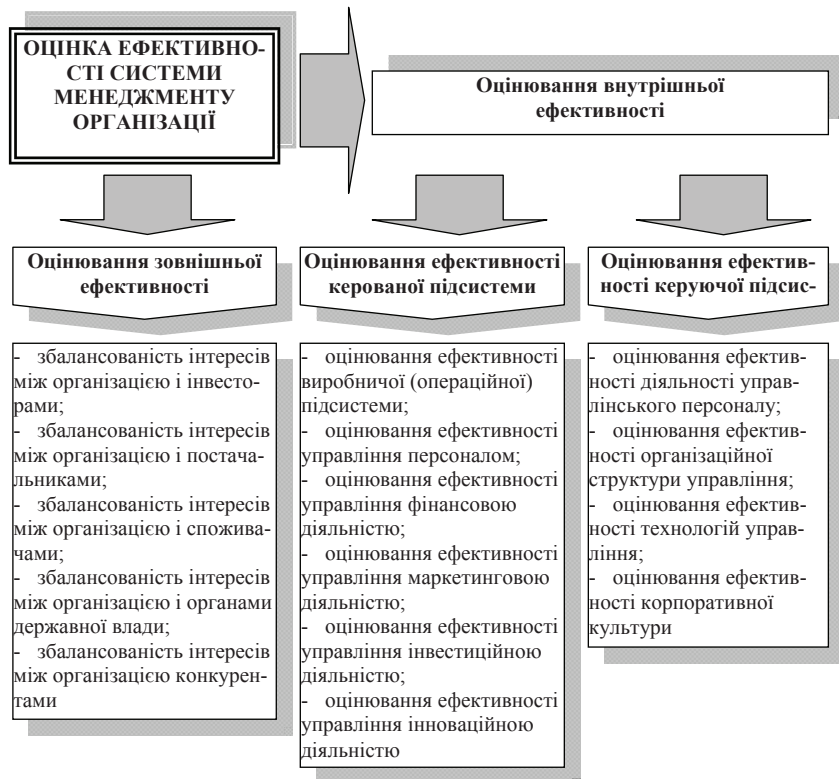 ОЦІНКА ЕФЕКТИВНО-
СТІ СИСТЕМИ
МЕНЕДЖМЕНТУ
ОРГАНІЗАЦІЇ
Оцінювання внутрішньої
ефективності
Оцінювання зовнішньої
ефективності
Оцінювання ефективності
керованої підсистеми
Оцінювання ефектив-
ності керуючої підсис-
- збалансованість інтересів
між організацією і інвесто-
рами;
- збалансованість інтересів
між організацією і постача-
льниками;
- збалансованість інтересів
між організацією і спожива-
чами;
- збалансованість інтересів
між організацією і органами
державної влади;
- збалансованість інтересів
між організацією конкурен-
тами
- оцінювання ефективності
виробничої (операційної)
підсистеми;
- оцінювання ефективності
управління персоналом;
- оцінювання ефективності
управління фінансовою
діяльністю;
- оцінювання ефективності
управління маркетинговою
діяльністю;
- оцінювання ефективності
управління інвестиційною
діяльністю;
- оцінювання ефективності
управління інноваційною
діяльністю
- оцінювання ефектив-
ності діяльності управ-
лінського персоналу;
- оцінювання ефектив-
ності організаційної
структури управління;
- оцінювання ефектив-
ності технологій управ-
ління;
- оцінювання ефектив-
ності корпоративної
культури